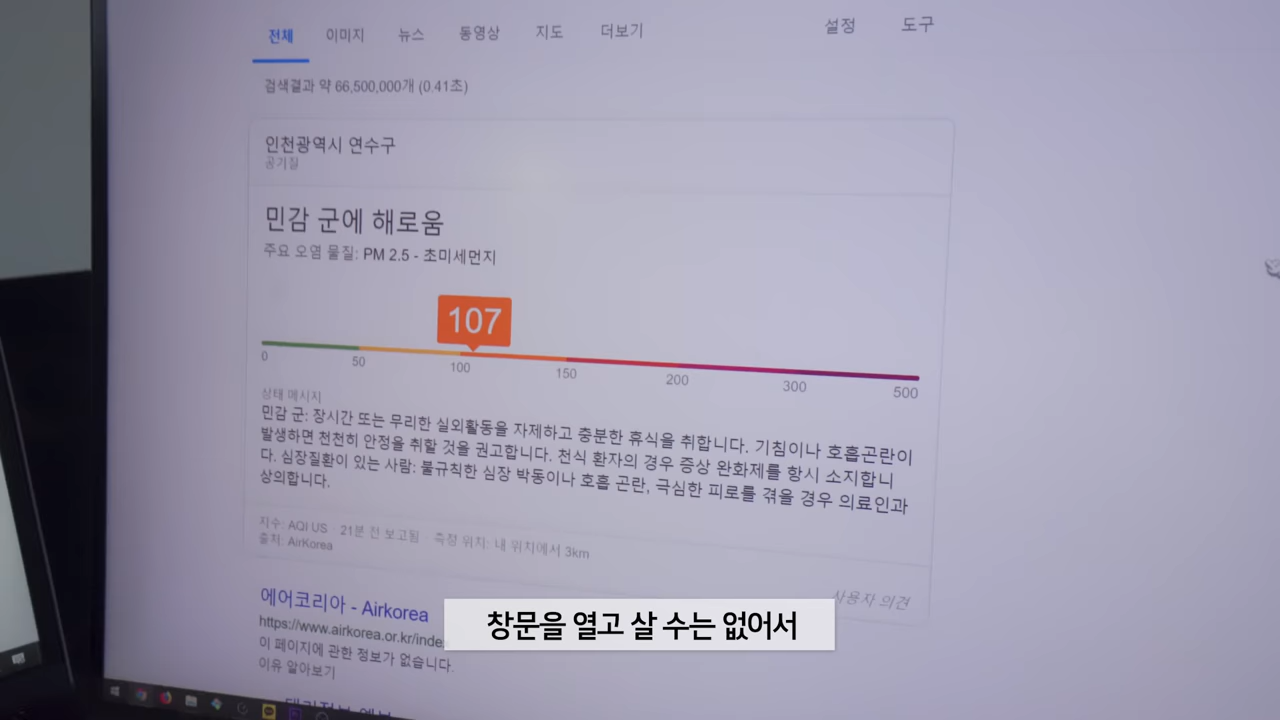 전체 이미지 뉴스 동영상 지도 더보기 설정 도구
검색결과 약 66,500,000개 (0.41초)
인천광역시 연수구
공기질
민감 군에 해로움
주요 오염 물질: PM 2.5 - 초미세먼지
107
0 50 100 150 200 300 500
상태 메시지
민감 군: 장시간 또는 무리한 실외활동을 자제하고 충분한 휴식을 취합니다. 기침이나 호흡곤란이
발생하면 천천히 안정을 취할 것을 권고합니다. 천식 환자의 경우 증상 완화제를 항시 소지합니
다. 심장질환이 있는 사람: 불규칙한 심장 박동이나 호흡 곤란, 극심한 피로를 겪을 경우 의료인과
상의합니다.
지수: AQI US 21분 전 보고됨 측정 위치: 내 위치에서 3km
출처: AirKorea
사용자 의견
에어코리아 - Airkorea
https://www.airkorea.or.kr/index
이 페이지에 관한 정보가 없습니다.
이유 알아보기
창문을 열고 살 수는 없어서